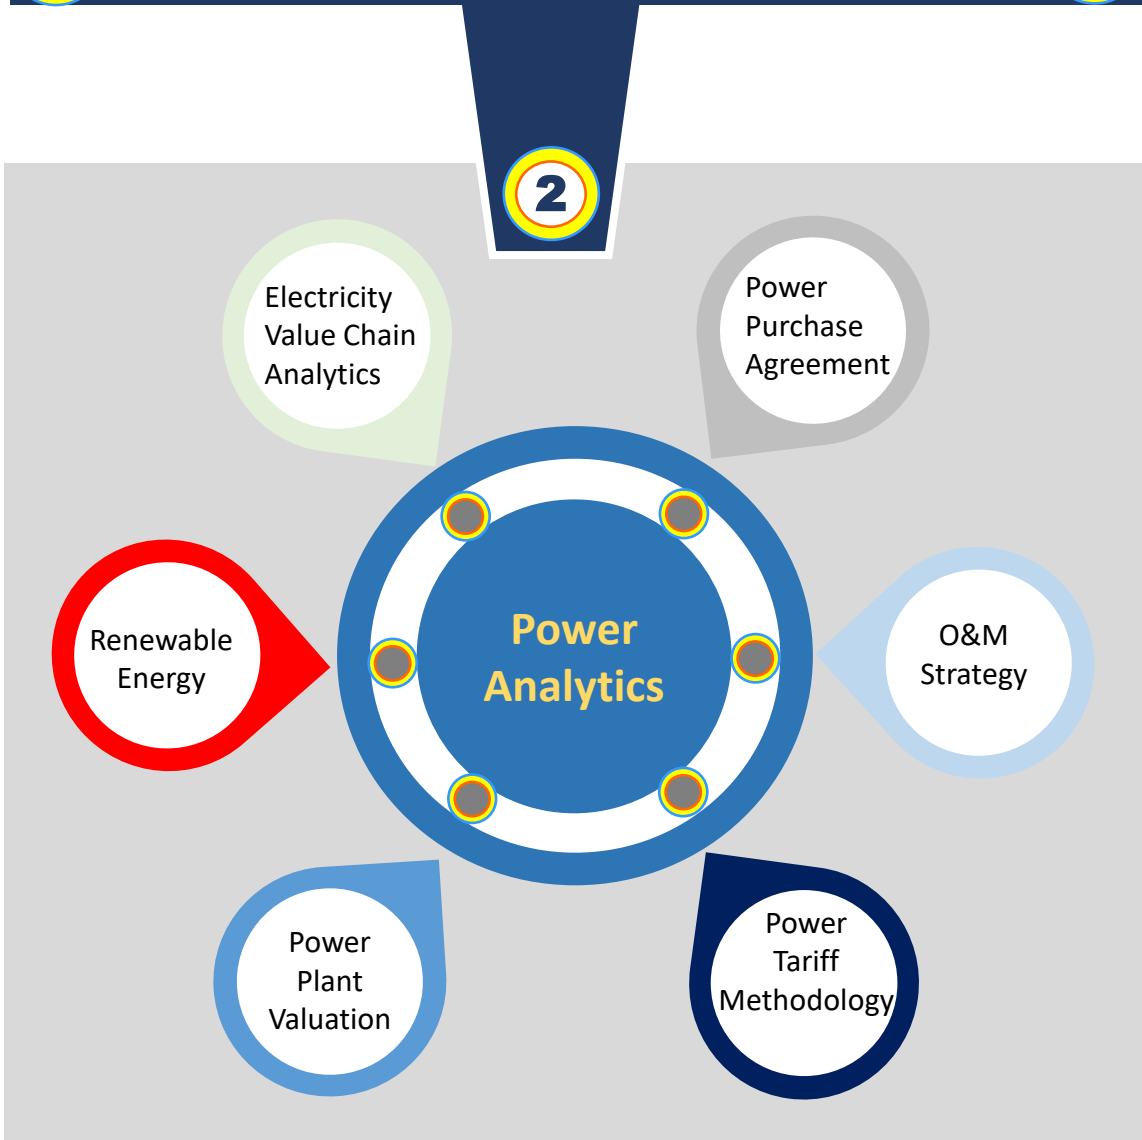 2
Electricity
Value Chain
Analytics
Power
Purchase
Agreement
Renewable
Energy
Power
Analytics
O&M
Strategy
Power
Plant
Valuation
Power
Tariff
Methodology